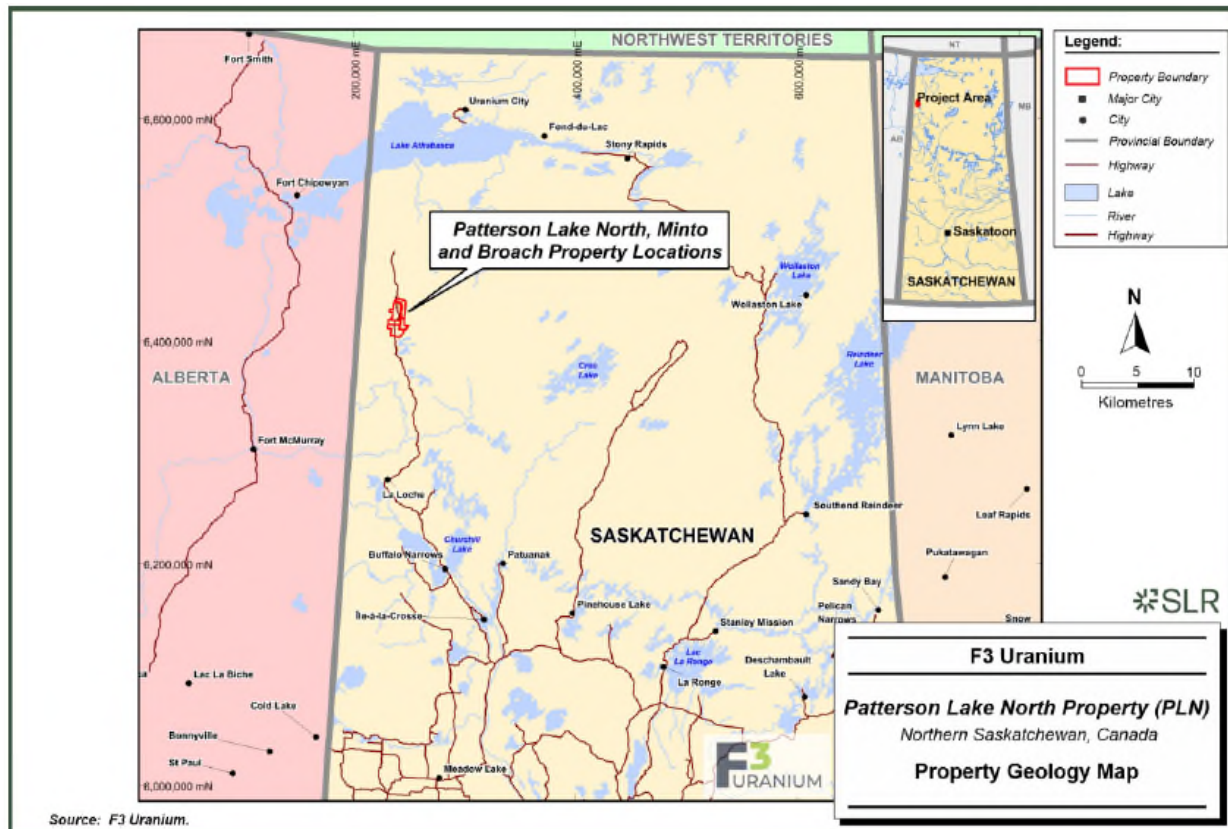 NORTHWEST TERRITORIES
Fort Smith
200,000 mE
400,000 mE
600,000 mE
6,600,000 mN
Uranium City
Fond-du-Lac
Lake Athabasca
Stony Rapids
Fort Chipewyan
Patterson Lake North, Minto
and Broach Property Locations
Wollaston
Lake
Wollaston Lake
6,400,000 mN
ALBERTA
Cree
Lake
Reindeer
Lake
MANITOBA
Lynn Lake
Fort McMurray
La Loche
Southend Reindeer
Leaf Rapids
SASKATCHEWAN
Churchill
Lake
Buffalo Narrows
Patuanak
Pukatawagan
6,200,000 mN
Sandy Bay
Île-à-la-Crosse
Pinehouse Lake
Pelican
Narrows
Stanley Mission
Snow
Lac
La Ronge
La Ronge
Deschambault
Lake
Lac La Biche
Cold Lake
Bonnyville
St Paul
Meadow Lake
6,000,000 mN
F3
URANIUM
NT
Project Area
MB
AB
Saskatoon
SASKATCHEWAN
Legend:
Property Boundary
Major City
City
Provincial Boundary
Highway
Lake
River
Highway
N
0 5 10
Kilometres
SLR
F3 Uranium
Patterson Lake North Property (PLN)
Northern Saskatchewan, Canada
Property Geology Map
Source: F3 Uranium.